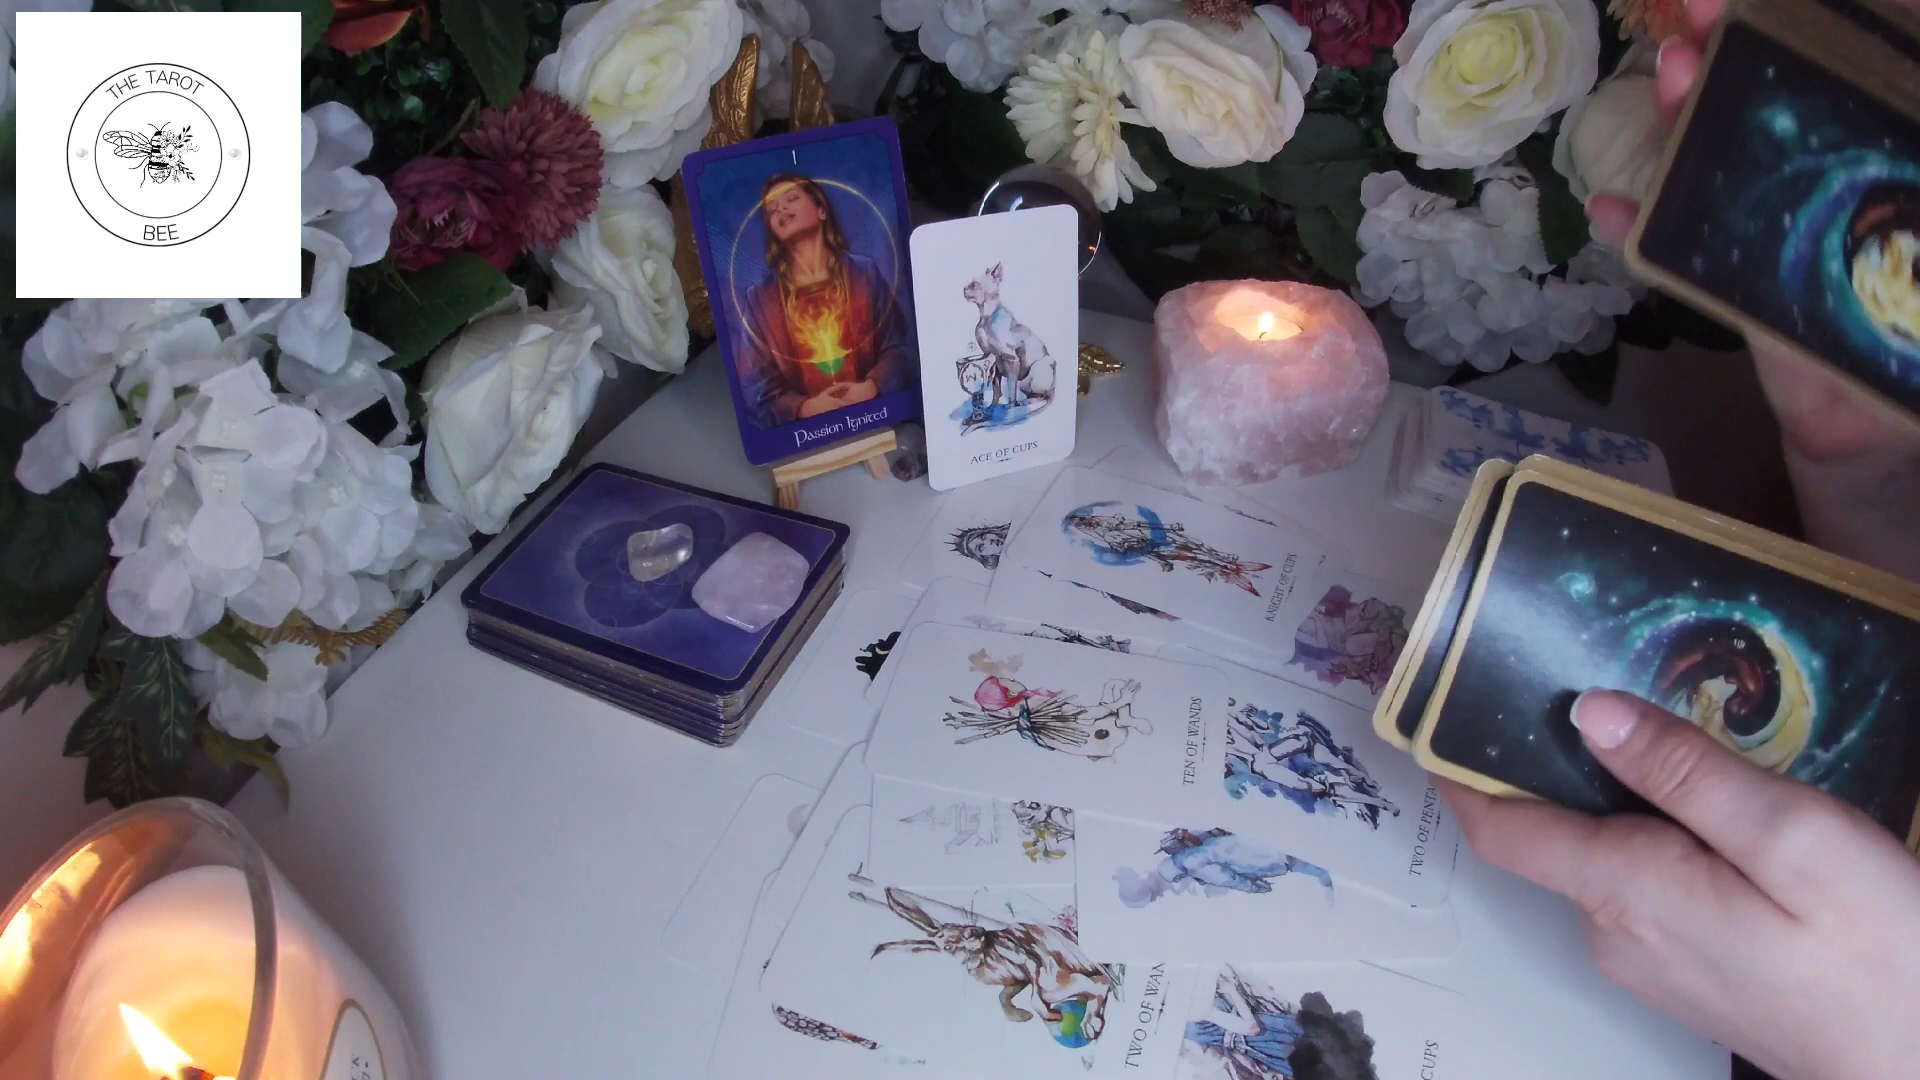 THE TAROT
BEE
I
Passion Ignited
ACE OF CUPS
KNIGHT OF CUPS
TEN OF WANDS
TWO OF PENTA
TWO OF WAN
CUPS